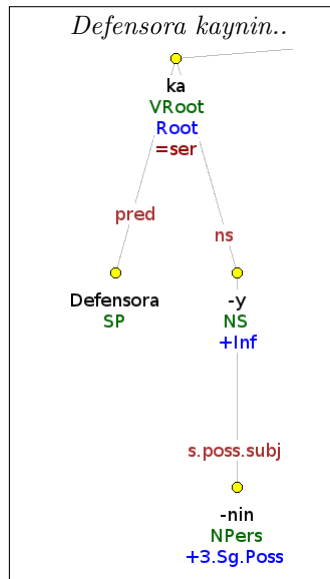 Defensora kaynin..
ka
VRoot
Root
=ser
pred
ns
Defensora
SP
-y
NS
+Inf
s.poss.subj
-nin
NPers
+3.Sg.Poss